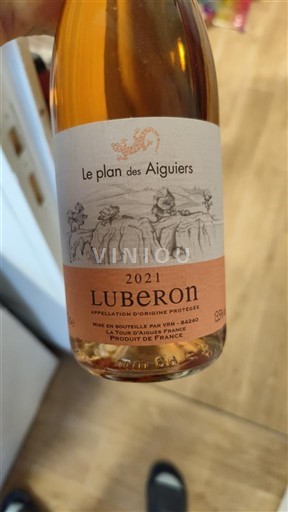 Le plan des Aiguiers
VINIOU
2021
LUBERON
APPELLATION D'ORIGINE PROTÉGÉE
MISE EN BOUTEILLE PAR VRM - 84240
LA TOUR D'AIGUES FRANCE
PRODUIT DE FRANCE